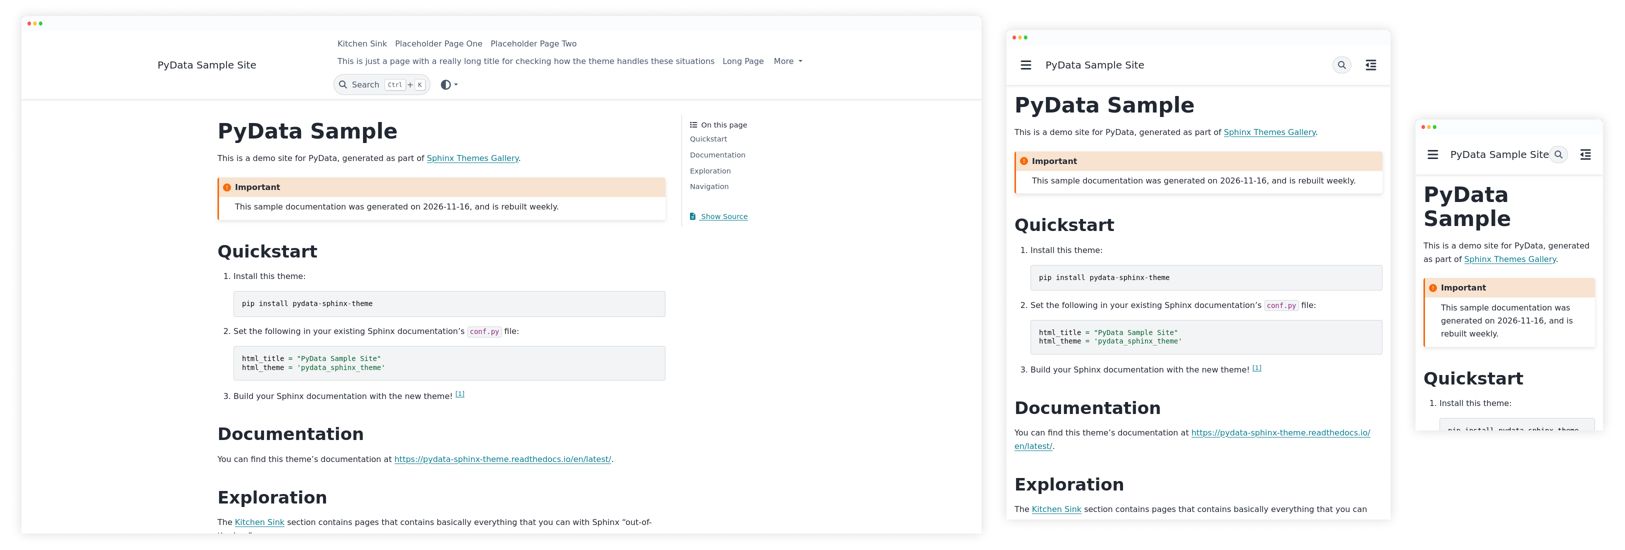 Kitchen Sink Placeholder Page One Placeholder Page Two
PyData Sample Site
This is just a page with a really long title for checking how the theme handles these situations Long Page More
Search Ctrl + K
PyData Sample
This is a demo site for PyData, generated as part of Sphinx Themes Gallery.
Important
This sample documentation was generated on 2026-11-16, and is rebuilt weekly.
Quickstart
1. Install this theme:
pip install pydata-sphinx-theme
2. Set the following in your existing Sphinx documentation’s conf.py file:
html_title = "PyData Sample Site"
html_theme = 'pydata_sphinx_theme'
3. Build your Sphinx documentation with the new theme! [1]
Documentation
You can find this theme’s documentation at https://pydata-sphinx-theme.readthedocs.io/en/latest/.
Exploration
The Kitchen Sink section contains pages that contains basically everything that you can with Sphinx “out-of-
On this page
Quickstart
Documentation
Exploration
Navigation
Show Source
PyData Sample Site
PyData Sample
This is a demo site for PyData, generated as part of Sphinx Themes Gallery.
Important
This sample documentation was generated on 2026-11-16, and is rebuilt weekly.
Quickstart
1. Install this theme:
pip install pydata-sphinx-theme
2. Set the following in your existing Sphinx documentation’s conf.py file:
html_title = "PyData Sample Site"
html_theme = 'pydata_sphinx_theme'
3. Build your Sphinx documentation with the new theme! [1]
Documentation
You can find this theme’s documentation at https://pydata-sphinx-theme.readthedocs.io/
en/latest/.
Exploration
The Kitchen Sink section contains pages that contains basically everything that you can
PyData Sample Site
PyData
Sample
This is a demo site for PyData, generated
as part of Sphinx Themes Gallery.
Important
This sample documentation was
generated on 2026-11-16, and is
rebuilt weekly.
Quickstart
1. Install this theme:
pip install pydata-sphinx-theme